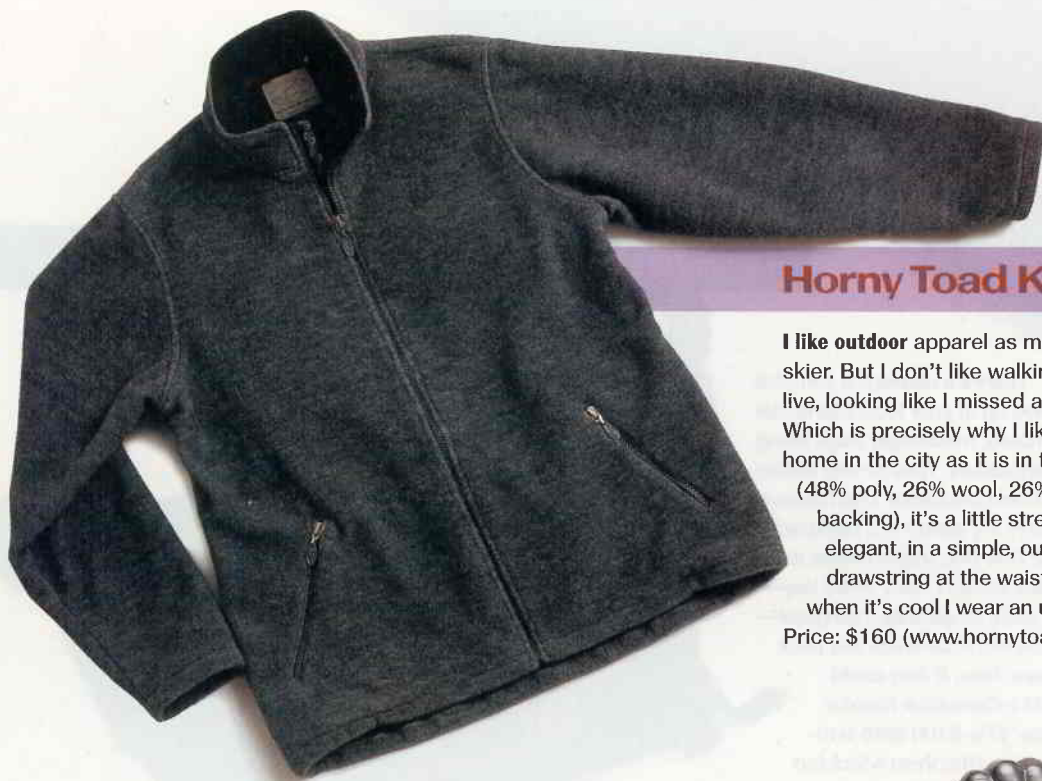 Horny Toad K
I like outdoor apparel as m
skier. But I don't like walkin
live, looking like I missed a
Which is precisely why I lik
home in the city as it is in t
(48% poly, 26% wool, 26%
backing), it's a little stre
elegant, in a simple, ou
drawstring at the waist
when it's cool I wear an u
Price: $160 (www.hornytoa